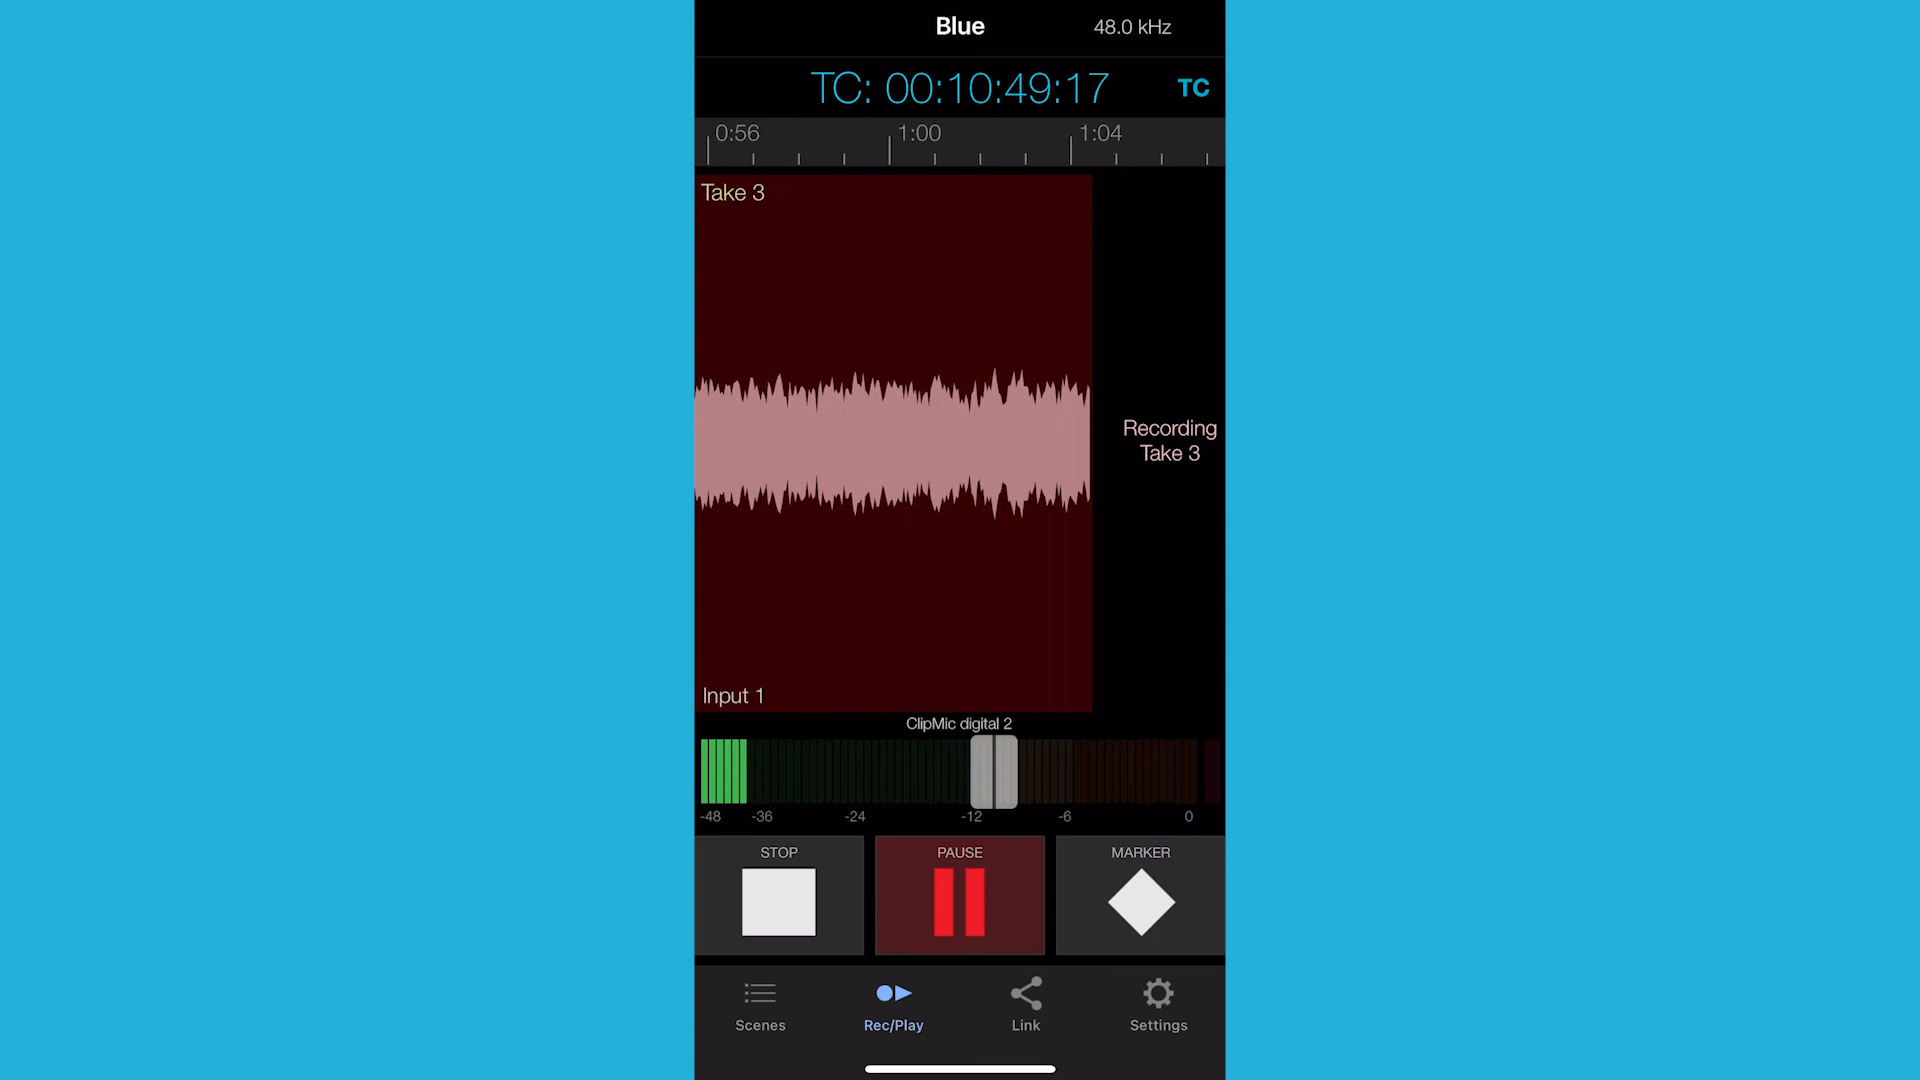 Blue 48.0 kHz
TC: 00:10:49:17 TC
0:56 1:00 1:04
Take 3
Recording
Take 3
Input 1
ClipMic digital 2
-48 -36 -24 -12 -6 0
STOP PAUSE MARKER
Scenes Rec/Play Link Settings